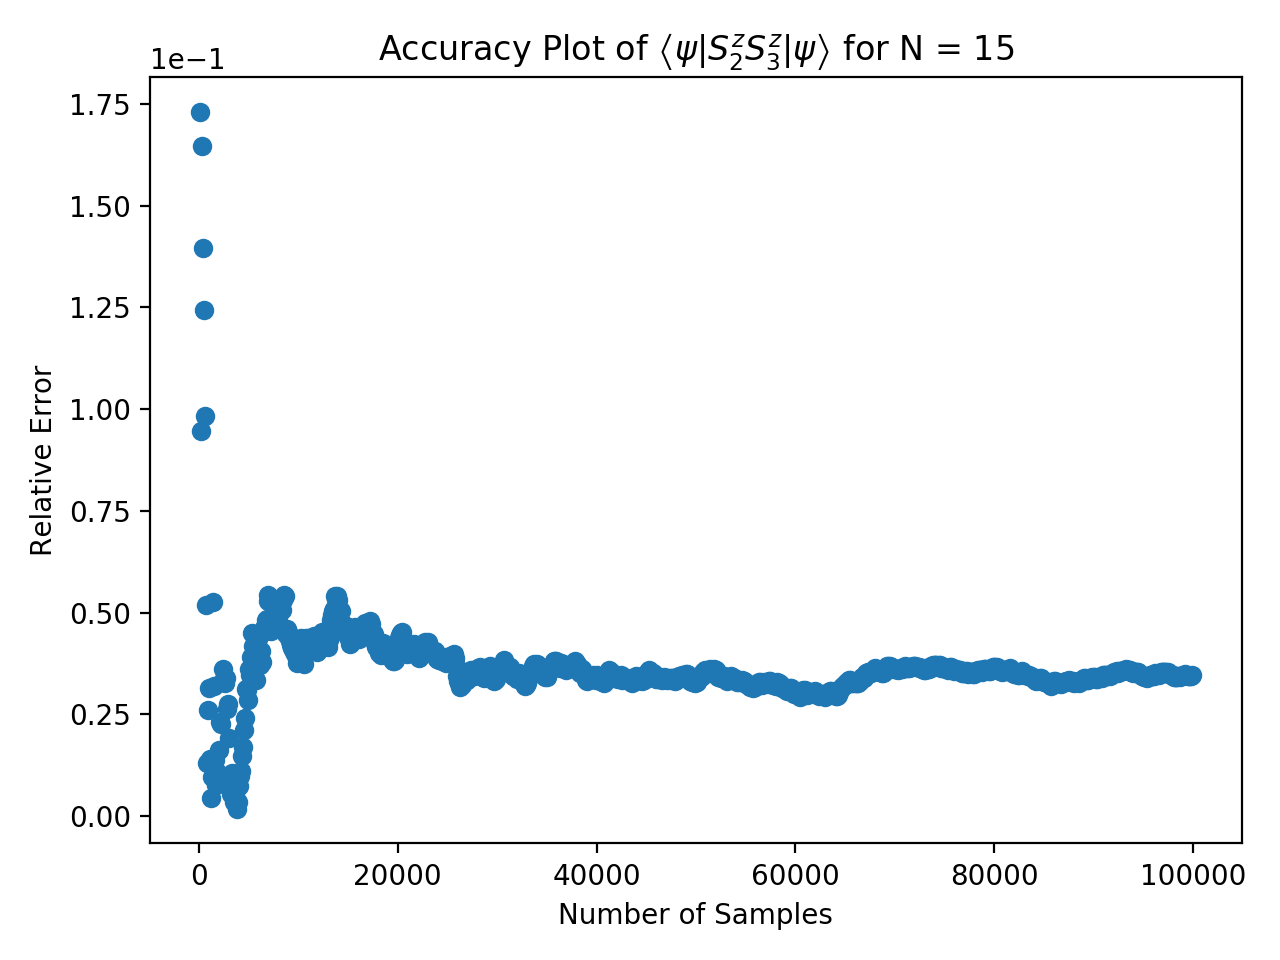 Accuracy Plot of ⟨ψ|S₂ᶻS₃ᶻ|ψ⟩ for N = 15
1e−1
1.75
1.50
1.25
1.00
0.75
0.50
0.25
0.00
Relative Error
0 20000 40000 60000 80000 100000
Number of Samples